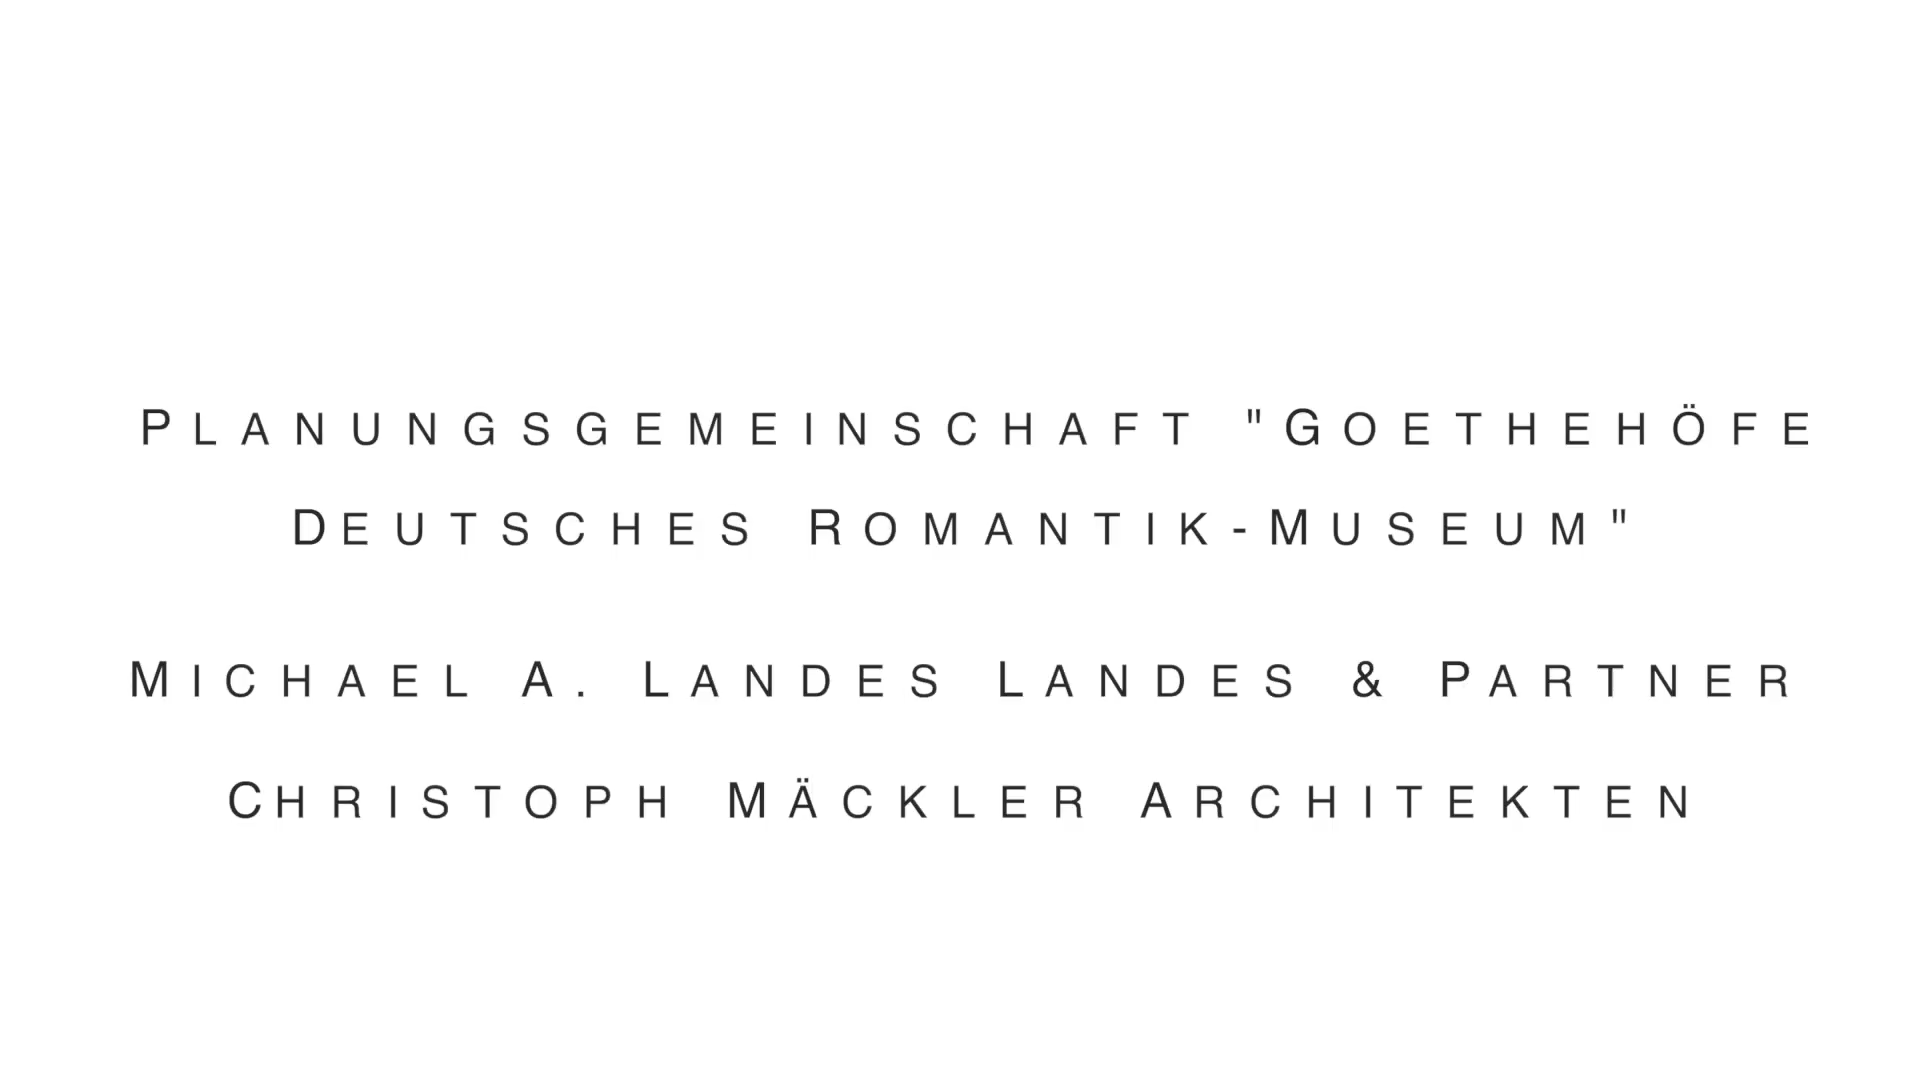 Planungsgemeinschaft "Goethehöfe
Deutsches Romantik-Museum"
Michael A. Landes Landes & Partner
Christoph Mäckler Architekten